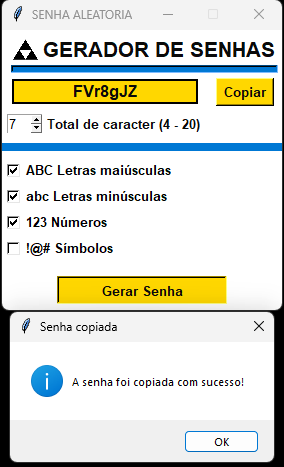 SENHA ALEATORIA
GERADOR DE SENHAS
FVr8gJZ
Copiar
7 Total de caracter (4 - 20)
ABC Letras maiúsculas
abc Letras minúsculas
123 Números
!@# Símbolos
Gerar Senha
Senha copiada
A senha foi copiada com sucesso!
OK